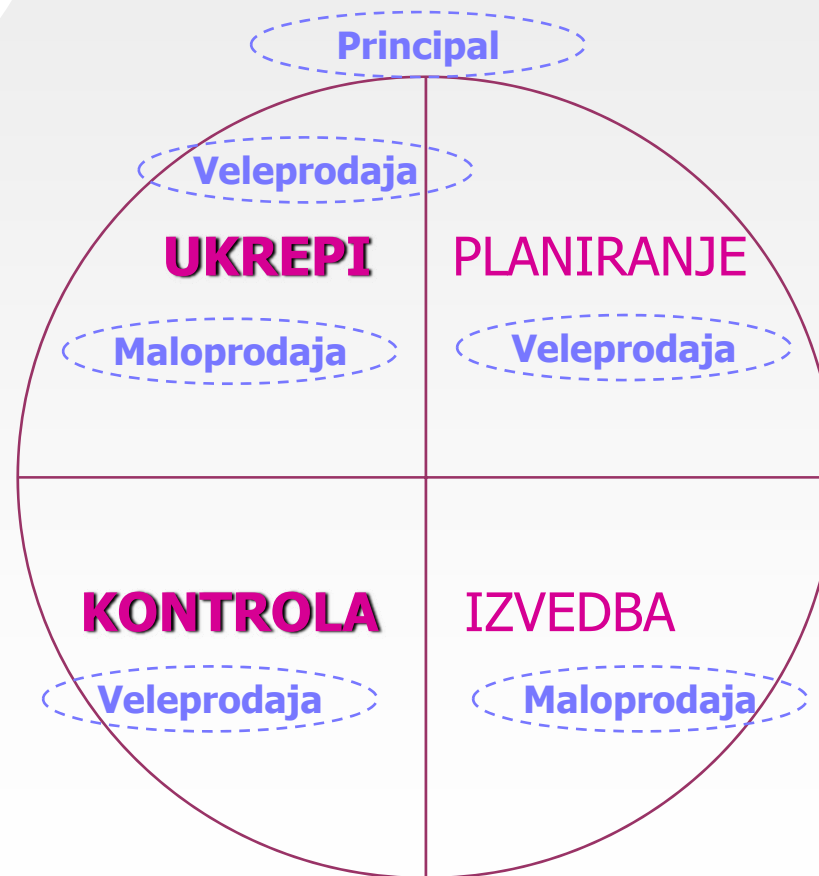 Principal
Veleprodaja
UKREPI
PLANIRANJE
Maloprodaja
Veleprodaja
KONTROLA
IZVEDBA
Veleprodaja
Maloprodaja